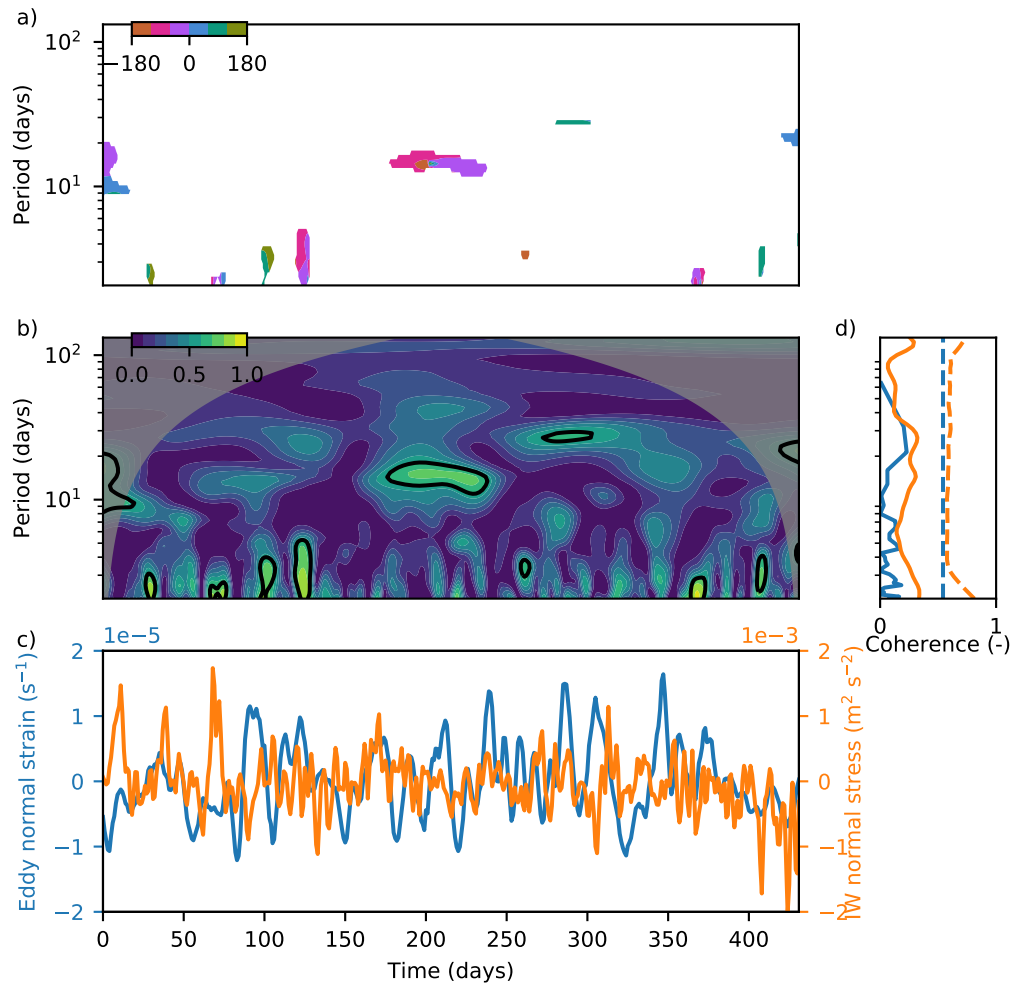 a)
10²
−180 0 180
Period (days)
10¹
b)
10²
0.0 0.5 1.0
Period (days)
10¹
d)
0 1
Coherence (-)
c)
1e−5
1e−3
2 2
1 1
0 0
−1 −1
−2 −2
Eddy normal strain (s⁻¹)
IW normal stress (m² s⁻²)
0 50 100 150 200 250 300 350 400
Time (days)